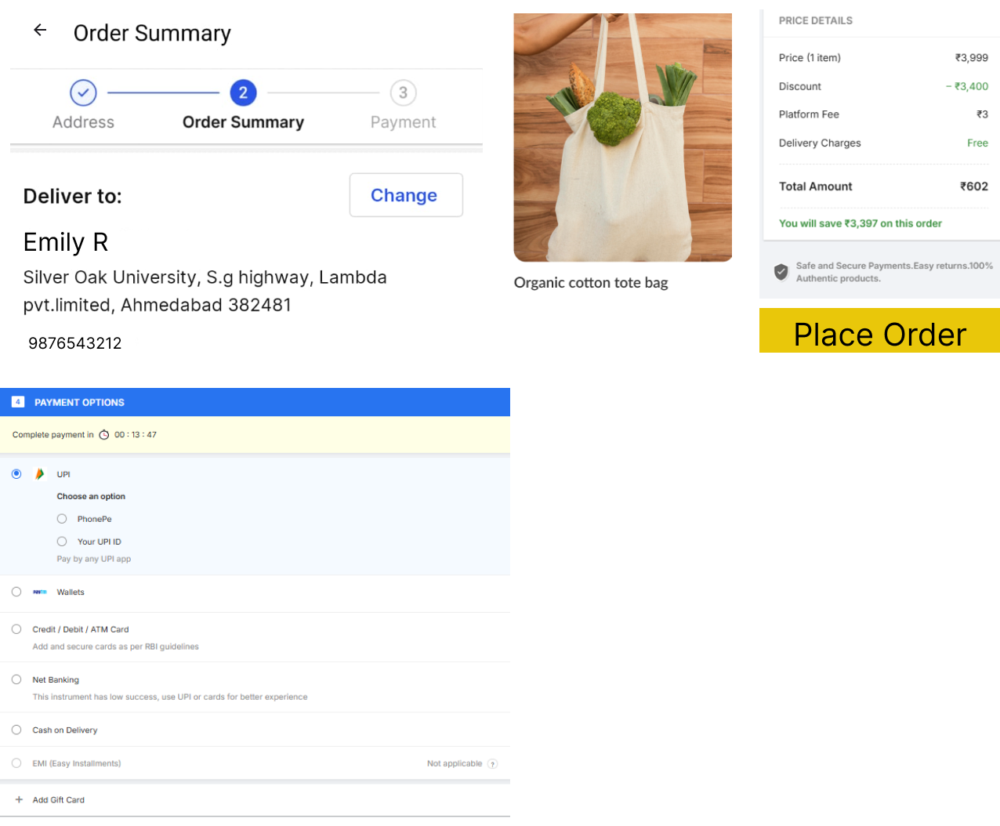 Order Summary
2
3
Address
Order Summary
Payment
Deliver to:
Change
Emily R
Silver Oak University, S.g highway, Lambda
pvt.limited, Ahmedabad 382481
9876543212
Organic cotton tote bag
PRICE DETAILS
Price (1 item) ₹3,999
Discount − ₹3,400
Platform Fee ₹3
Delivery Charges Free
Total Amount ₹602
You will save ₹3,397 on this order
Safe and Secure Payments.Easy returns.100%
Authentic products.
Place Order
4 PAYMENT OPTIONS
Complete payment in 00 : 13 : 47
UPI
Choose an option
PhonePe
Your UPI ID
Pay by any UPI app
Paytm Wallets
Credit / Debit / ATM Card
Add and secure cards as per RBI guidelines
Net Banking
This instrument has low success, use UPI or cards for better experience
Cash on Delivery
EMI (Easy Installments) Not applicable ?
+ Add Gift Card